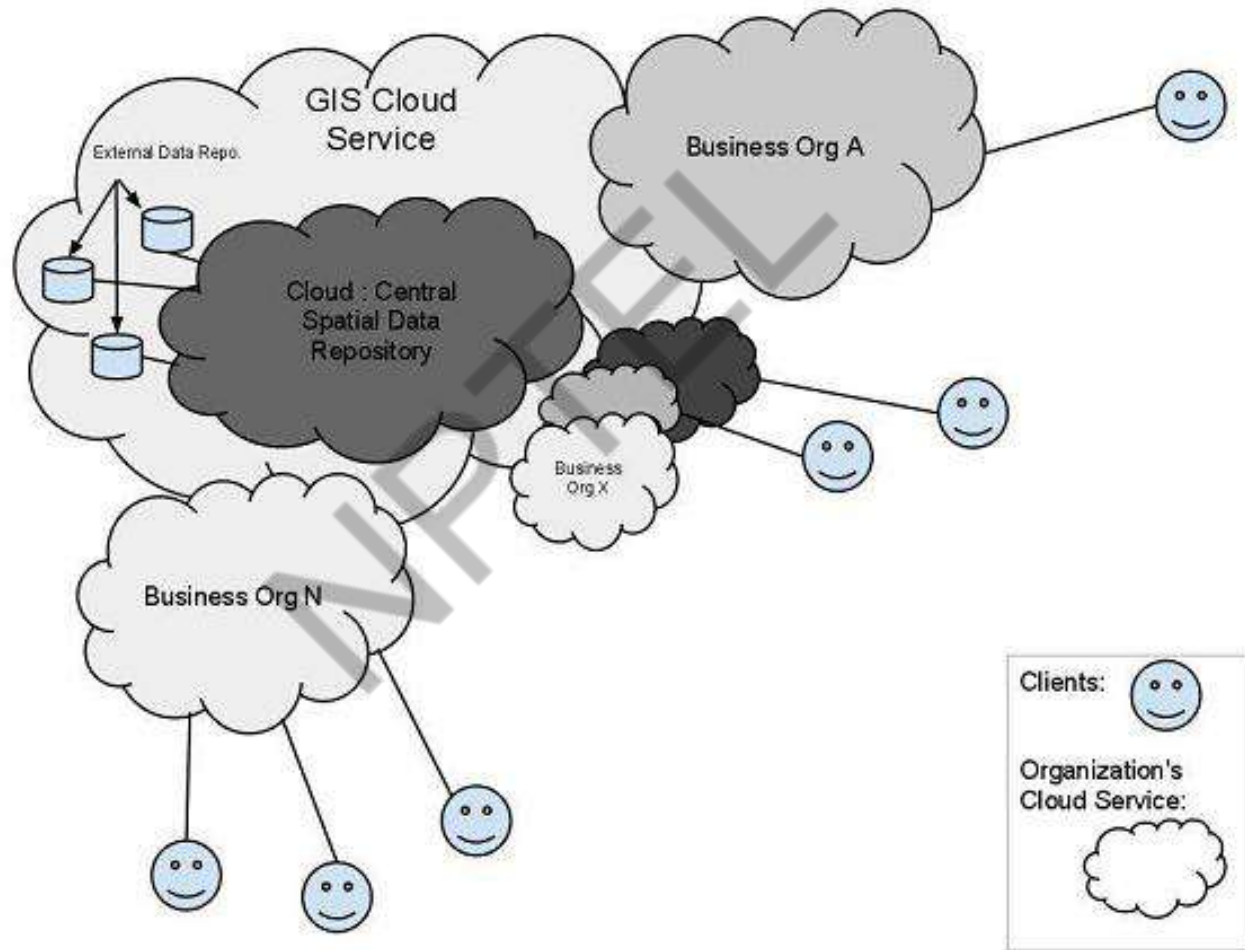 GIS Cloud
Service
External Data Repo.
Business Org A
Cloud : Central
Spatial Data
Repository
Business
Org X
Business Org N
NPTEL
Clients:
Organization's
Cloud Service: